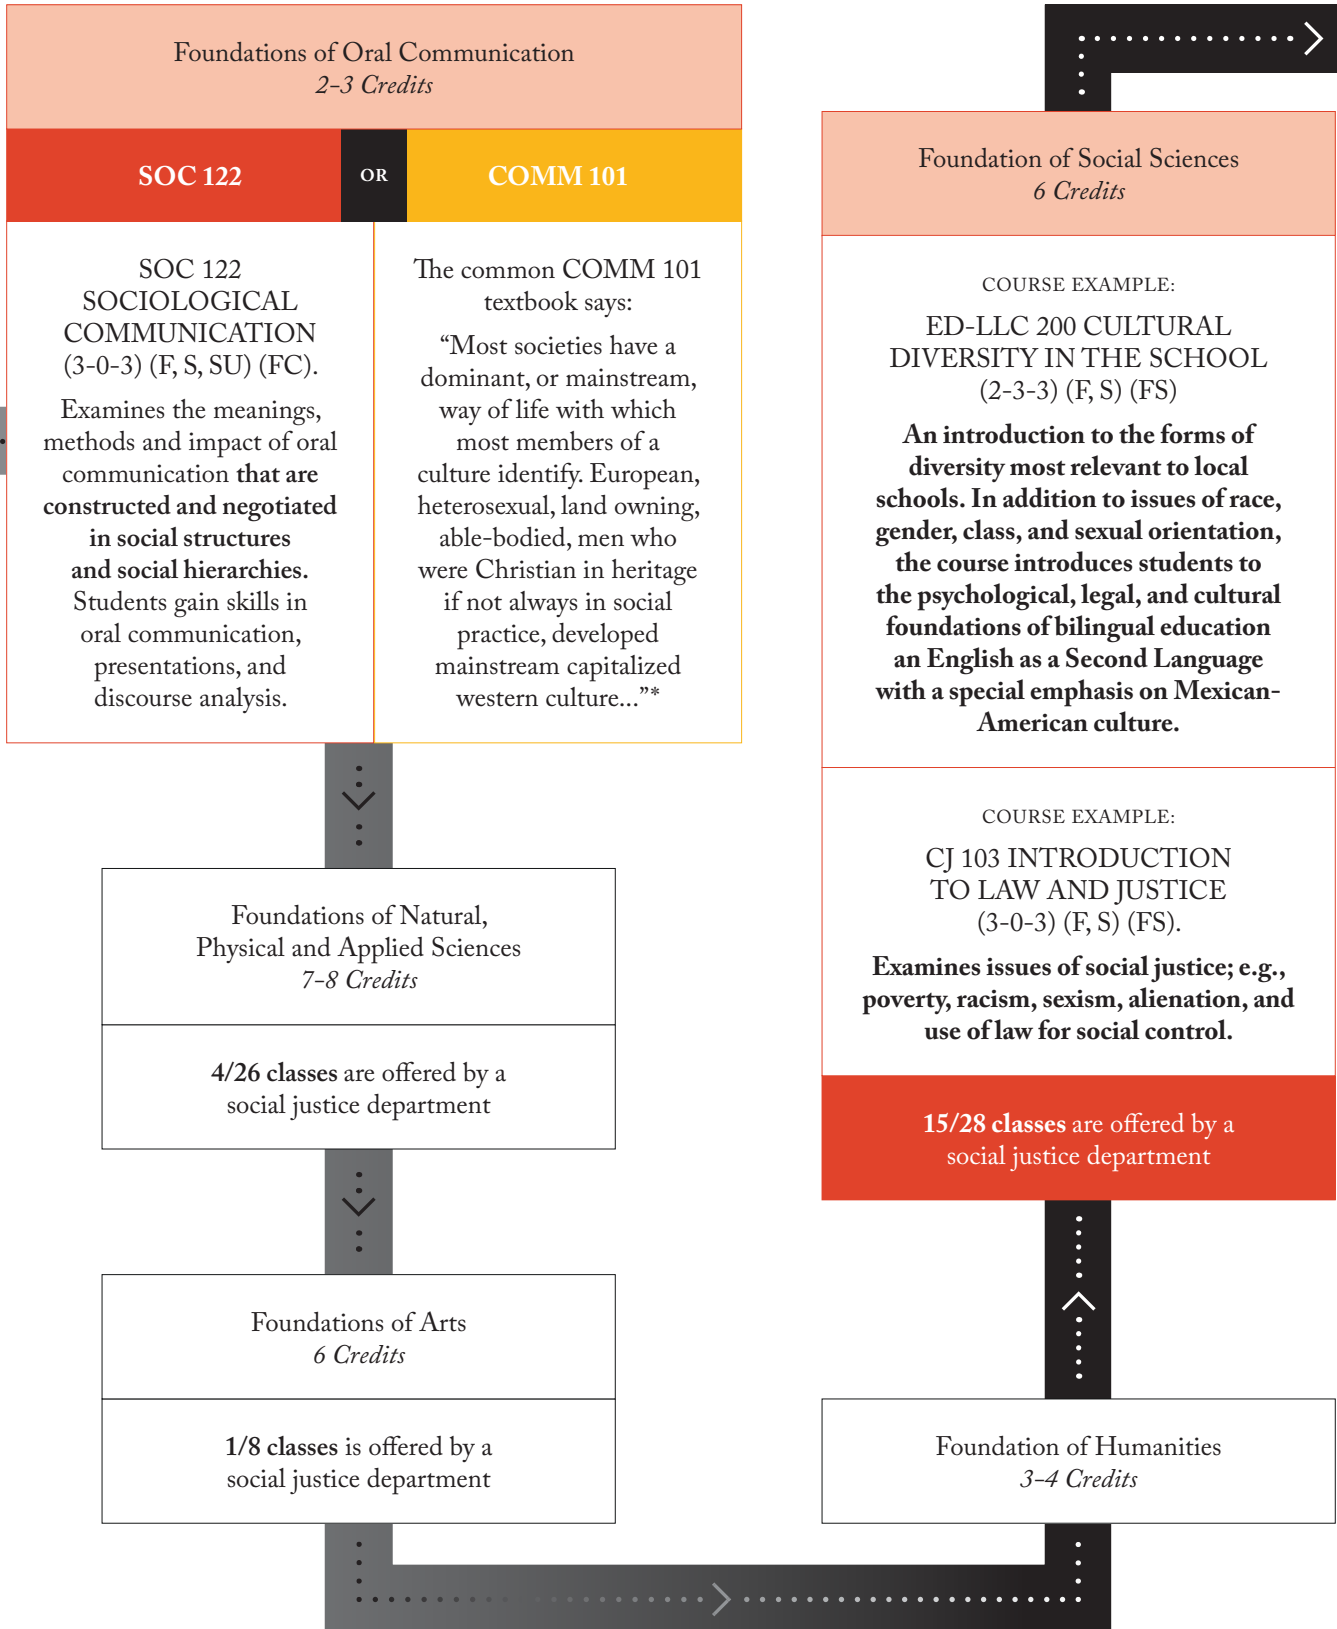 Foundations of Oral Communication
2-3 Credits
SOC 122
OR
COMM 101
SOC 122
SOCIOLOGICAL
COMMUNICATION
(3-0-3) (F, S, SU) (FC).
Examines the meanings,
methods and impact of oral
communication that are
constructed and negotiated
in social structures
and social hierarchies.
Students gain skills in
oral communication,
presentations, and
discourse analysis.
The common COMM 101
textbook says:
“Most societies have a
dominant, or mainstream,
way of life with which
most members of a
culture identify. European,
heterosexual, land owning,
able-bodied, men who
were Christian in heritage
if not always in social
practice, developed
mainstream capitalized
western culture...”*
Foundations of Natural,
Physical and Applied Sciences
7-8 Credits
4/26 classes are offered by a
social justice department
Foundations of Arts
6 Credits
1/8 classes is offered by a
social justice department
Foundation of Humanities
3-4 Credits
Foundation of Social Sciences
6 Credits
COURSE EXAMPLE:
ED-LLC 200 CULTURAL
DIVERSITY IN THE SCHOOL
(2-3-3) (F, S) (FS)
An introduction to the forms of
diversity most relevant to local
schools. In addition to issues of race,
gender, class, and sexual orientation,
the course introduces students to
the psychological, legal, and cultural
foundations of bilingual education
an English as a Second Language
with a special emphasis on Mexican-
American culture.
COURSE EXAMPLE:
CJ 103 INTRODUCTION
TO LAW AND JUSTICE
(3-0-3) (F, S) (FS).
Examines issues of social justice; e.g.,
poverty, racism, sexism, alienation, and
use of law for social control.
15/28 classes are offered by a
social justice department